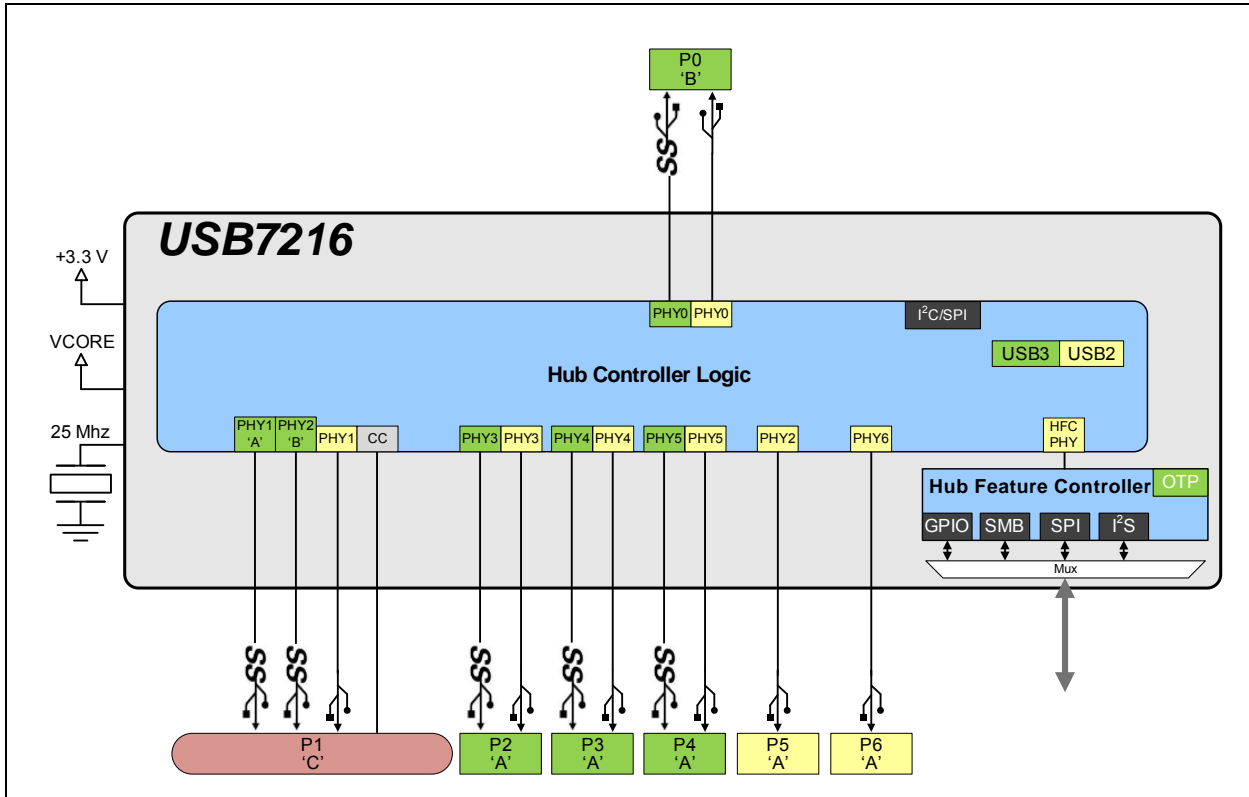 P0
‘B’
SS
USB7216
+3.3 V
VCORE
25 Mhz
PHY0 PHY0
I²C/SPI
USB3 USB2
Hub Controller Logic
PHY1 ‘A’ PHY2 ‘B’ PHY1 CC PHY3 PHY3 PHY4 PHY4 PHY5 PHY5 PHY2 PHY6 HFC PHY
Hub Feature Controller OTP
GPIO SMB SPI I²S
Mux
SS SS SS SS SS
P1 P2 P3 P4 P5 P6
‘C’ ‘A’ ‘A’ ‘A’ ‘A’ ‘A’